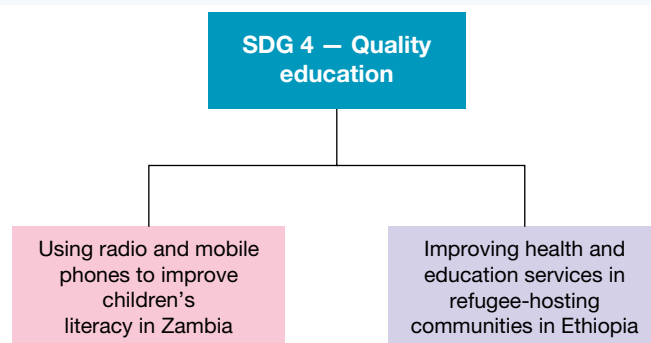 SDG 4 — Quality
education
Using radio and mobile
phones to improve
children’s
literacy in Zambia
Improving health and
education services in
refugee-hosting
communities in Ethiopia